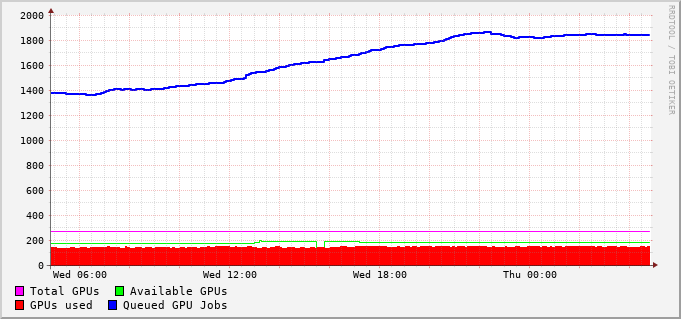 RRDTOOL / TOBI OETIKER
2000
1800
1600
1400
1200
1000
800
600
400
200
0
Wed 06:00 Wed 12:00 Wed 18:00 Thu 00:00
Total GPUs Available GPUs
GPUs used Queued GPU Jobs